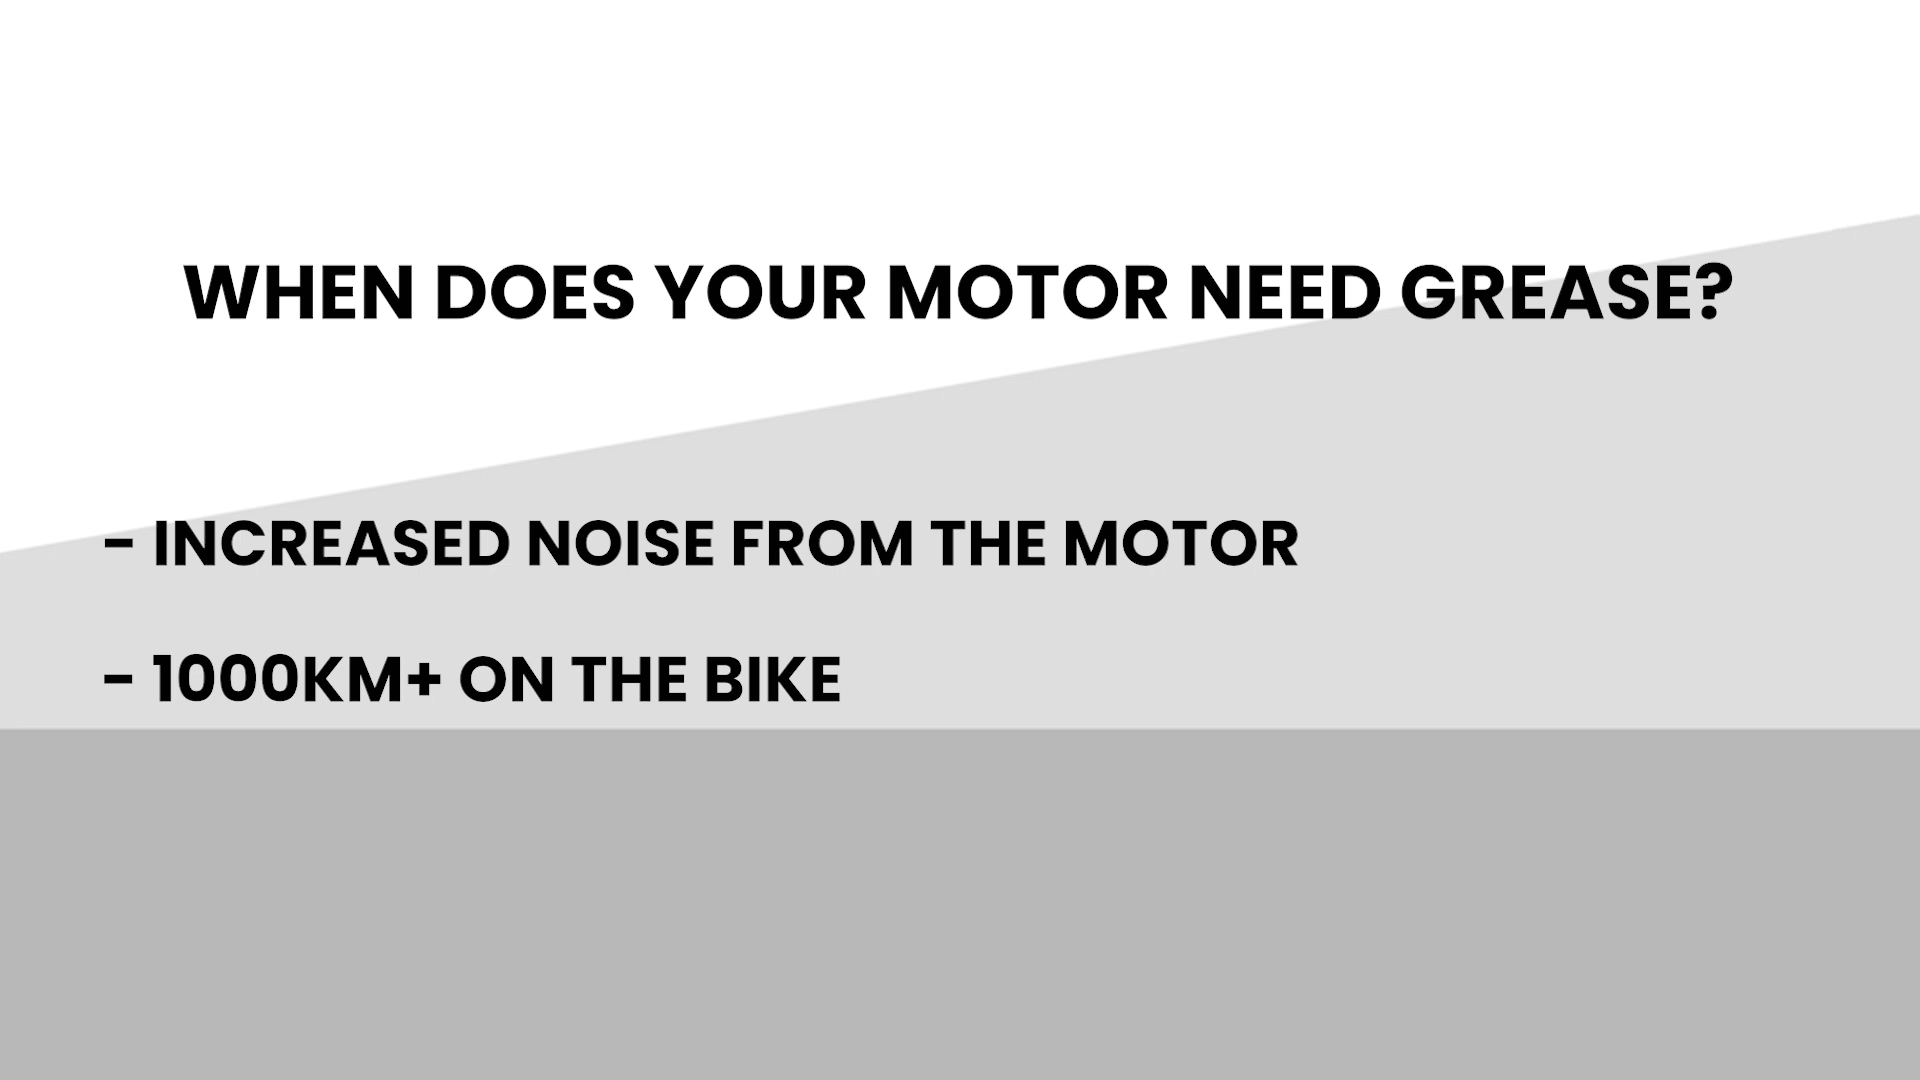 WHEN DOES YOUR MOTOR NEED GREASE?
- INCREASED NOISE FROM THE MOTOR
- 1000KM+ ON THE BIKE